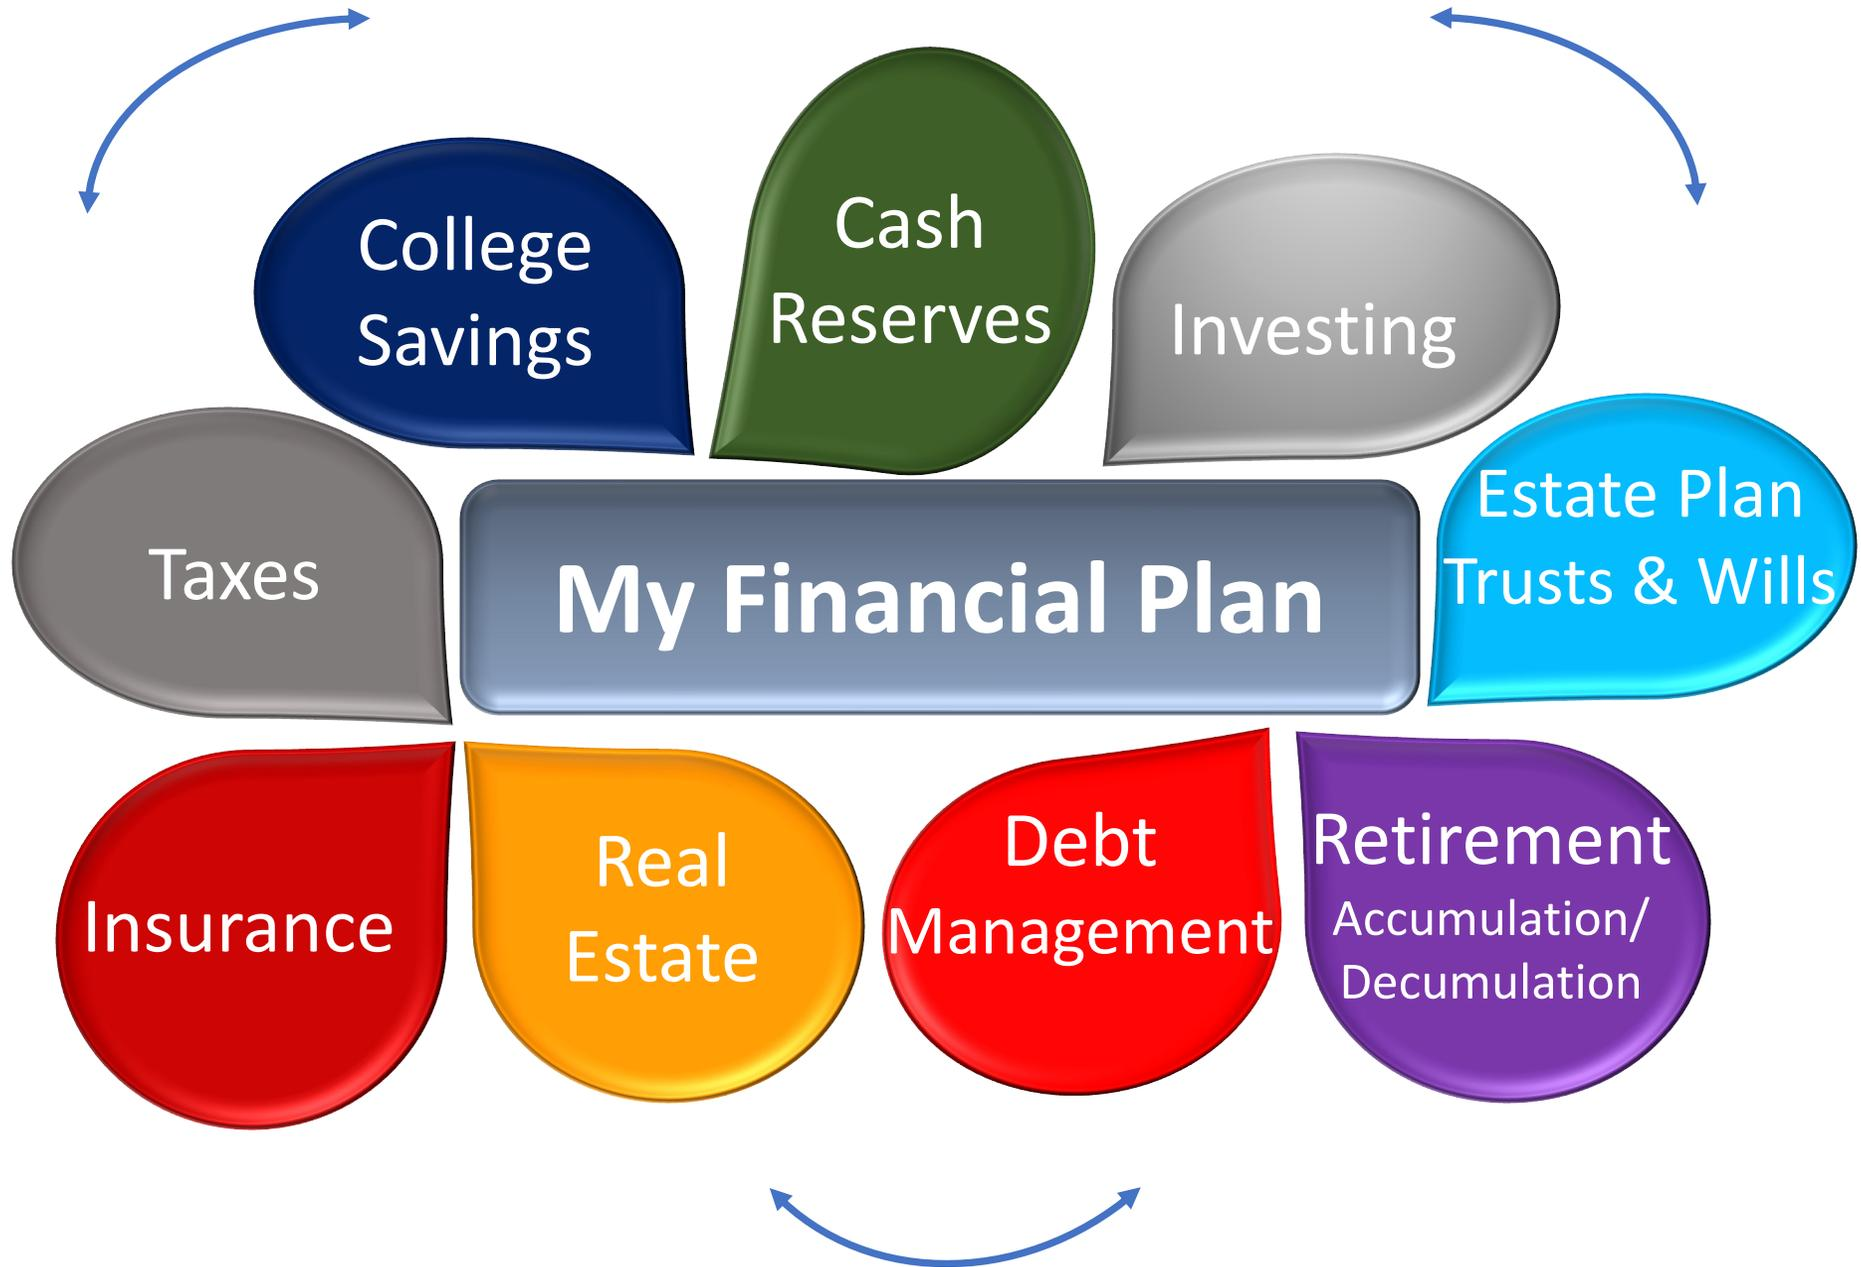 College
Savings
Cash
Reserves
Investing
Taxes
My Financial Plan
Estate Plan
Trusts & Wills
Insurance
Real
Estate
Debt
Management
Retirement
Accumulation/
Decumulation